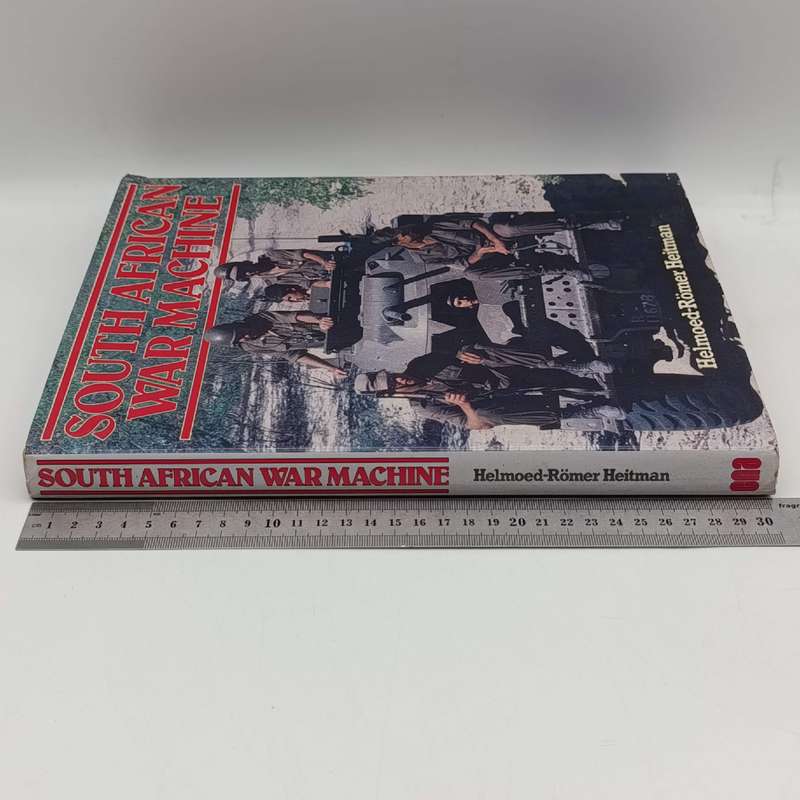 SOUTH AFRICAN
WAR MACHINE
Helmoed-Römer Heitman
SOUTH AFRICAN WAR MACHINE Helmoed-Römer Heitman
cm 1 2 3 4 5 6 7 8 9 10 11 12 13 14 15 16 17 18 19 20 21 22 23 24 25 26 27 28 29 30
fragr